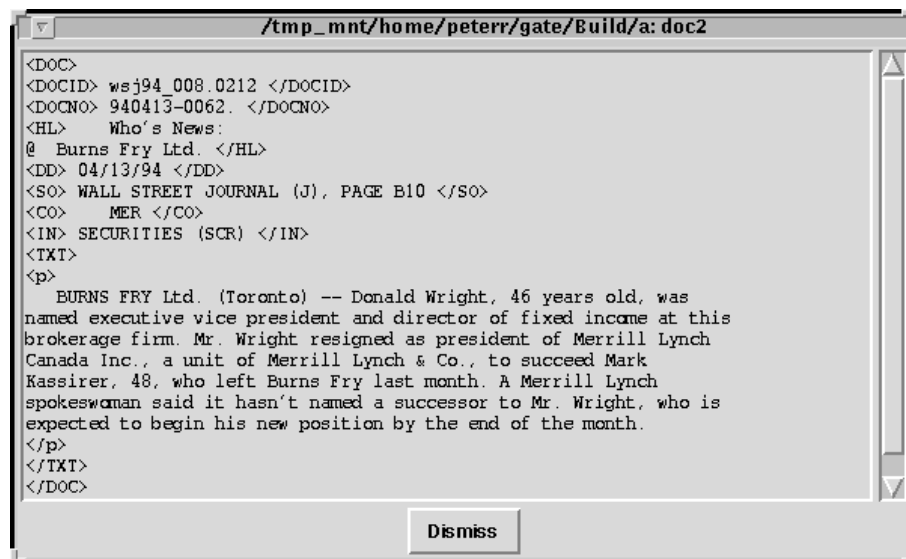 /tmp_mnt/home/peterr/gate/Build/a: doc2
<DOC>
<DOCID> wsj94_008.0212 </DOCID>
<DOCNO> 940413-0062. </DOCNO>
<HL>    Who's News:
@  Burns Fry Ltd. </HL>
<DD> 04/13/94 </DD>
<SO> WALL STREET JOURNAL (J), PAGE B10 </SO>
<CO>    MER </CO>
<IN> SECURITIES (SCR) </IN>
<TXT>
<p>
   BURNS FRY Ltd. (Toronto) -- Donald Wright, 46 years old, was
named executive vice president and director of fixed income at this
brokerage firm. Mr. Wright resigned as president of Merrill Lynch
Canada Inc., a unit of Merrill Lynch & Co., to succeed Mark
Kassirer, 48, who left Burns Fry last month. A Merrill Lynch
spokeswoman said it hasn't named a successor to Mr. Wright, who is
expected to begin his new position by the end of the month.
</p>
</TXT>
</DOC>
Dismiss